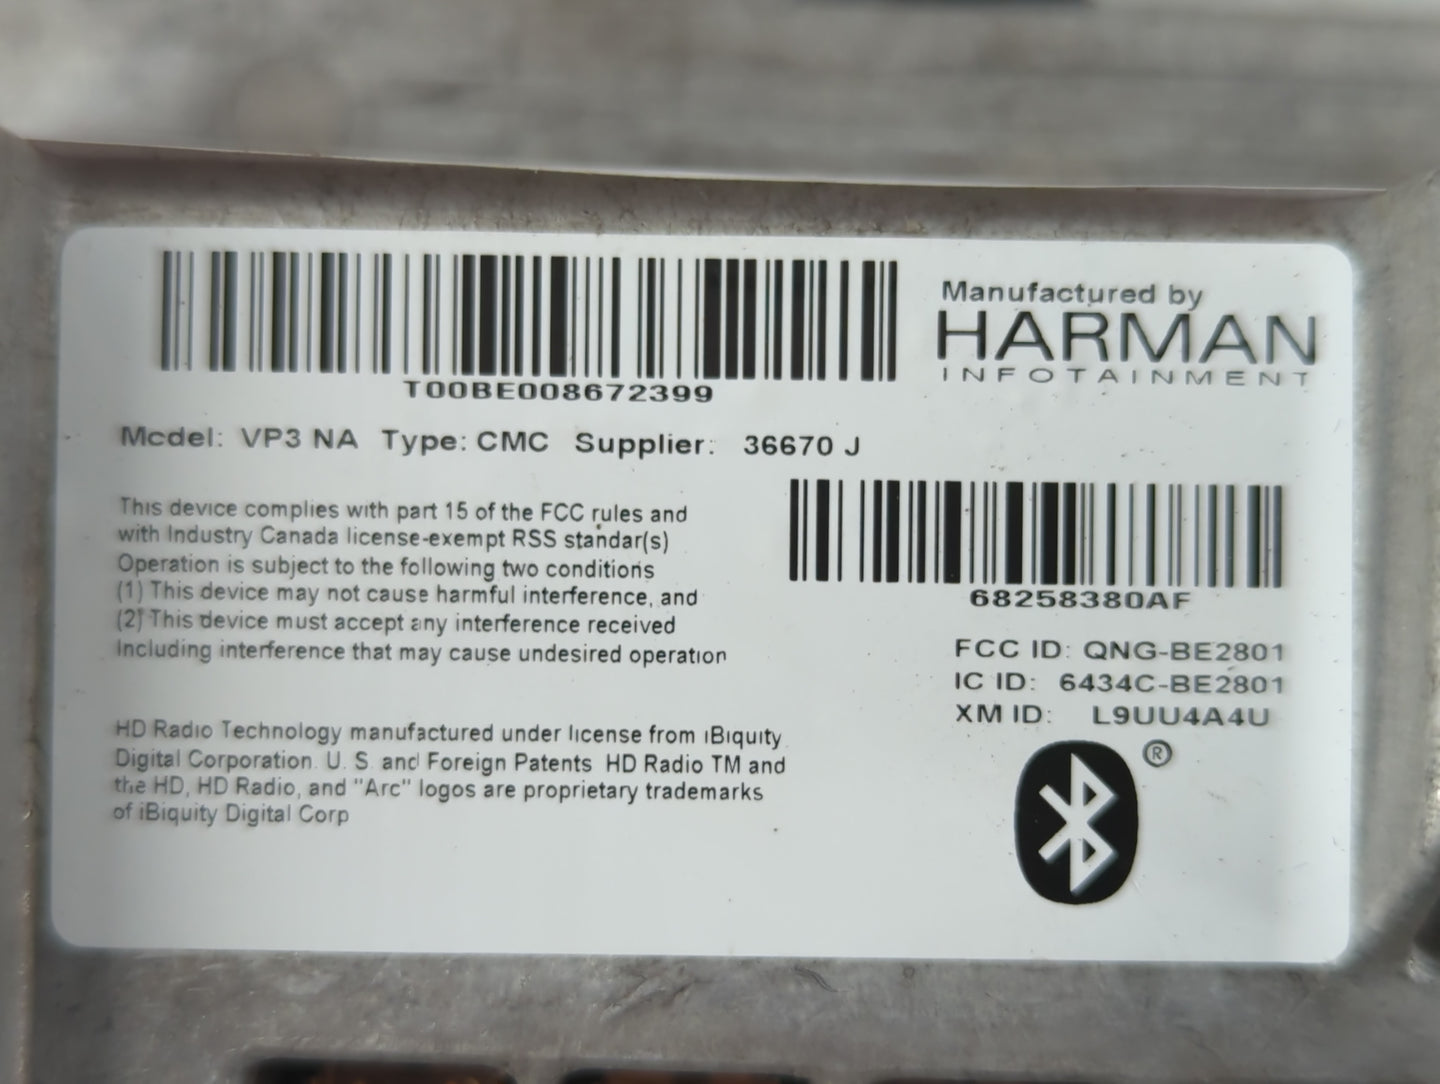 Manufactured by
HARMAN
INFOTAINMENT
T00BE008672399
Model: VP3 NA Type: CMC Supplier: 36670 J
This device complies with part 15 of the FCC rules and
with Industry Canada license-exempt RSS standar(s)
Operation is subject to the following two conditions
(1) This device may not cause harmful interference, and
(2) This device must accept any interference received
Including interference that may cause undesired operation
68258380AF
FCC ID: QNG-BE2801
IC ID: 6434C-BE2801
XM ID: L9UU4A4U
®
HD Radio Technology manufactured under license from iBiquity
Digital Corporation. U. S. and Foreign Patents HD Radio TM and
the HD, HD Radio, and "Arc" logos are proprietary trademarks
of iBiquity Digital Corp